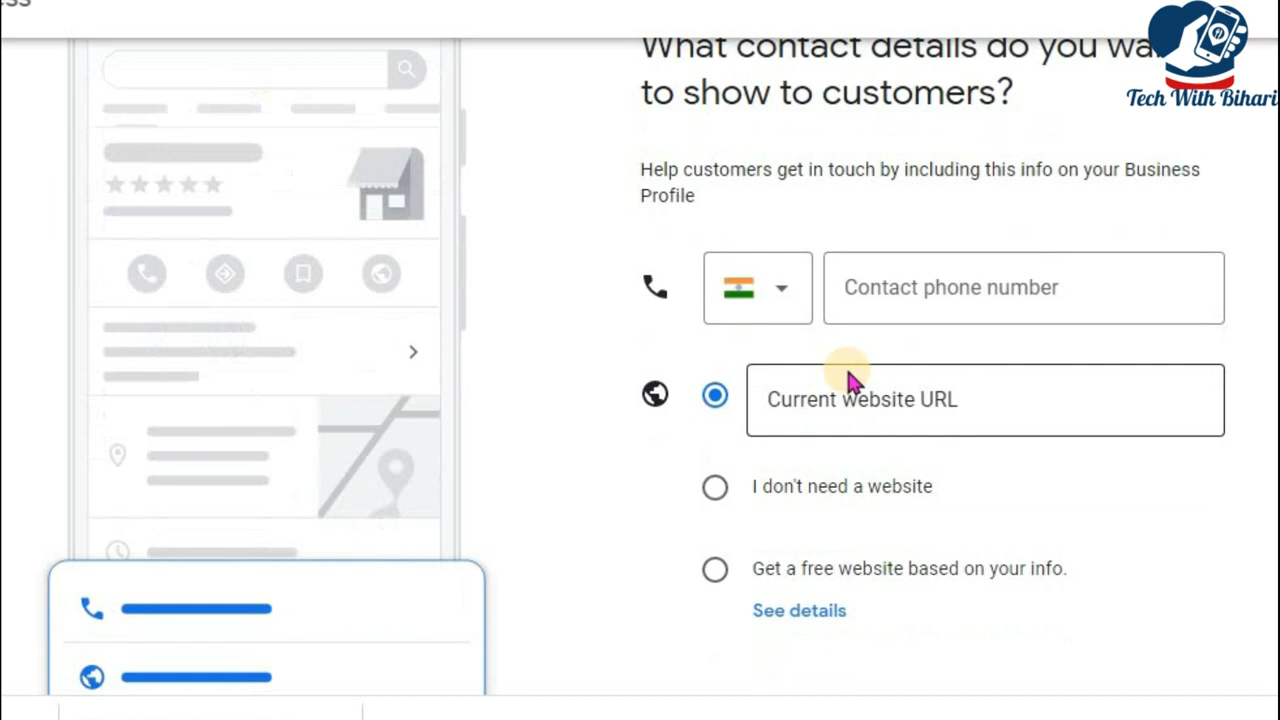 What contact details do you wa
to show to customers?
Tech With Bihari
Help customers get in touch by including this info on your Business
Profile
Contact phone number
Current website URL
I don't need a website
Get a free website based on your info.
See details